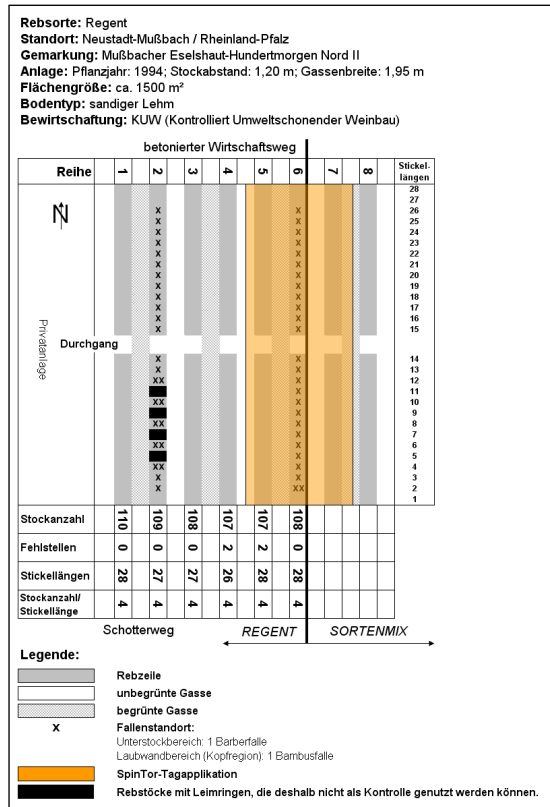 Rebsorte: Regent
Standort: Neustadt-Mußbach / Rheinland-Pfalz
Gemarkung: Mußbacher Eselshaut-Hundertmorgen Nord II
Anlage: Pflanzjahr: 1994; Stockabstand: 1,20 m; Gassenbreite: 1,95 m
Flächengröße: ca. 1500 m²
Bodentyp: sandiger Lehm
Bewirtschaftung: KUW (Kontrolliert Umweltschonender Weinbau)
betonierter Wirtschaftsweg
Reihe 1 2 3 4 5 6 7 8 Stickel-
längen
28
27
N x x 26
x x 25
x x 24
x x 23
x x 22
x x 21
x x 20
x x 19
x x 18
x x 17
x x 16
x x 15
Privatanlage
Durchgang
x x 14
x x 13
xx x 12
x 11
xx x 10
x 9
xx x 8
x 7
xx x 6
x 5
xx x 4
x x 3
x xx 2
1
Stockanzahl 110 109 108 107 107 108
Fehlstellen 0 0 0 2 2 0
Stickellängen 28 27 27 26 28 28
Stockanzahl/
Stickellänge 4 4 4 4 4 4
Schotterweg REGENT SORTENMIX
Legende:
Rebzeile
unbegrünte Gasse
begrünte Gasse
x Fallenstandort:
Unterstockbereich: 1 Barberfalle
Laubwandbereich (Kopfregion): 1 Bambusfalle
SpinTor-Tagapplikation
Rebstöcke mit Leimringen, die deshalb nicht als Kontrolle genutzt werden können.